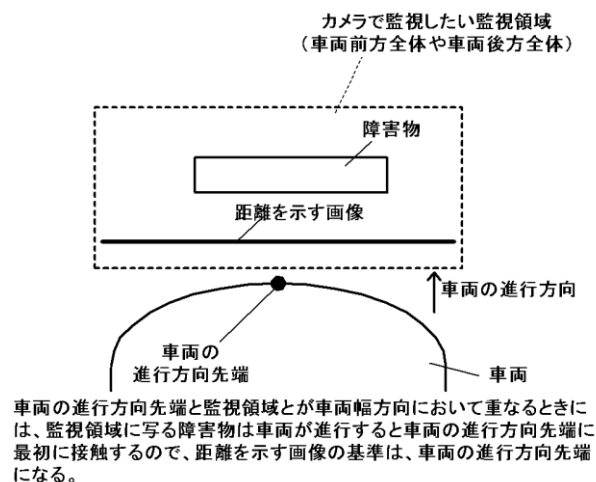 カメラで監視したい監視領域
（車両前方全体や車両後方全体）
障害物
距離を示す画像
車両の進行方向
車両の
進行方向先端
車両
車両の進行方向先端と監視領域とが車両幅方向において重なるときに
は、監視領域に写る障害物は車両が進行すると車両の進行方向先端に
最初に接触するので、距離を示す画像の基準は、車両の進行方向先端
になる。